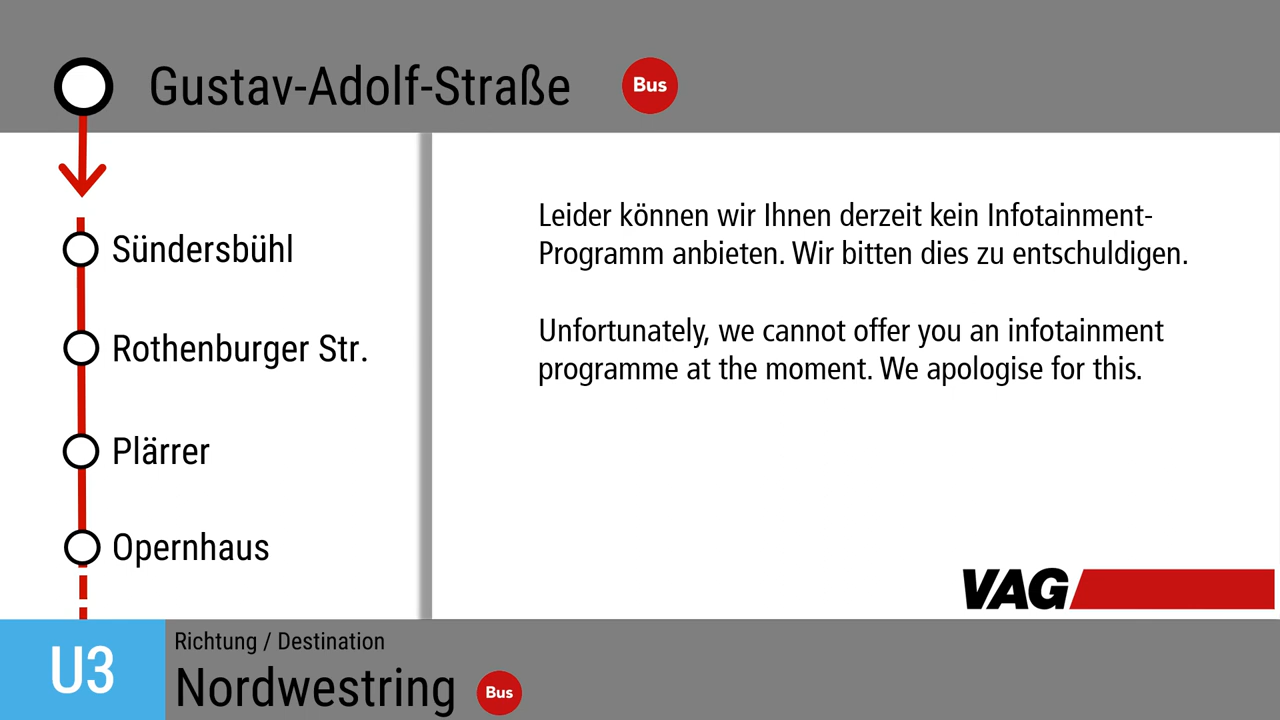 Gustav-Adolf-Straße Bus
Sündersbühl
Rothenburger Str.
Plärrer
Opernhaus
Leider können wir Ihnen derzeit kein Infotainment-
Programm anbieten. Wir bitten dies zu entschuldigen.
Unfortunately, we cannot offer you an infotainment
programme at the moment. We apologise for this.
VAG
U3
Richtung / Destination
Nordwestring Bus